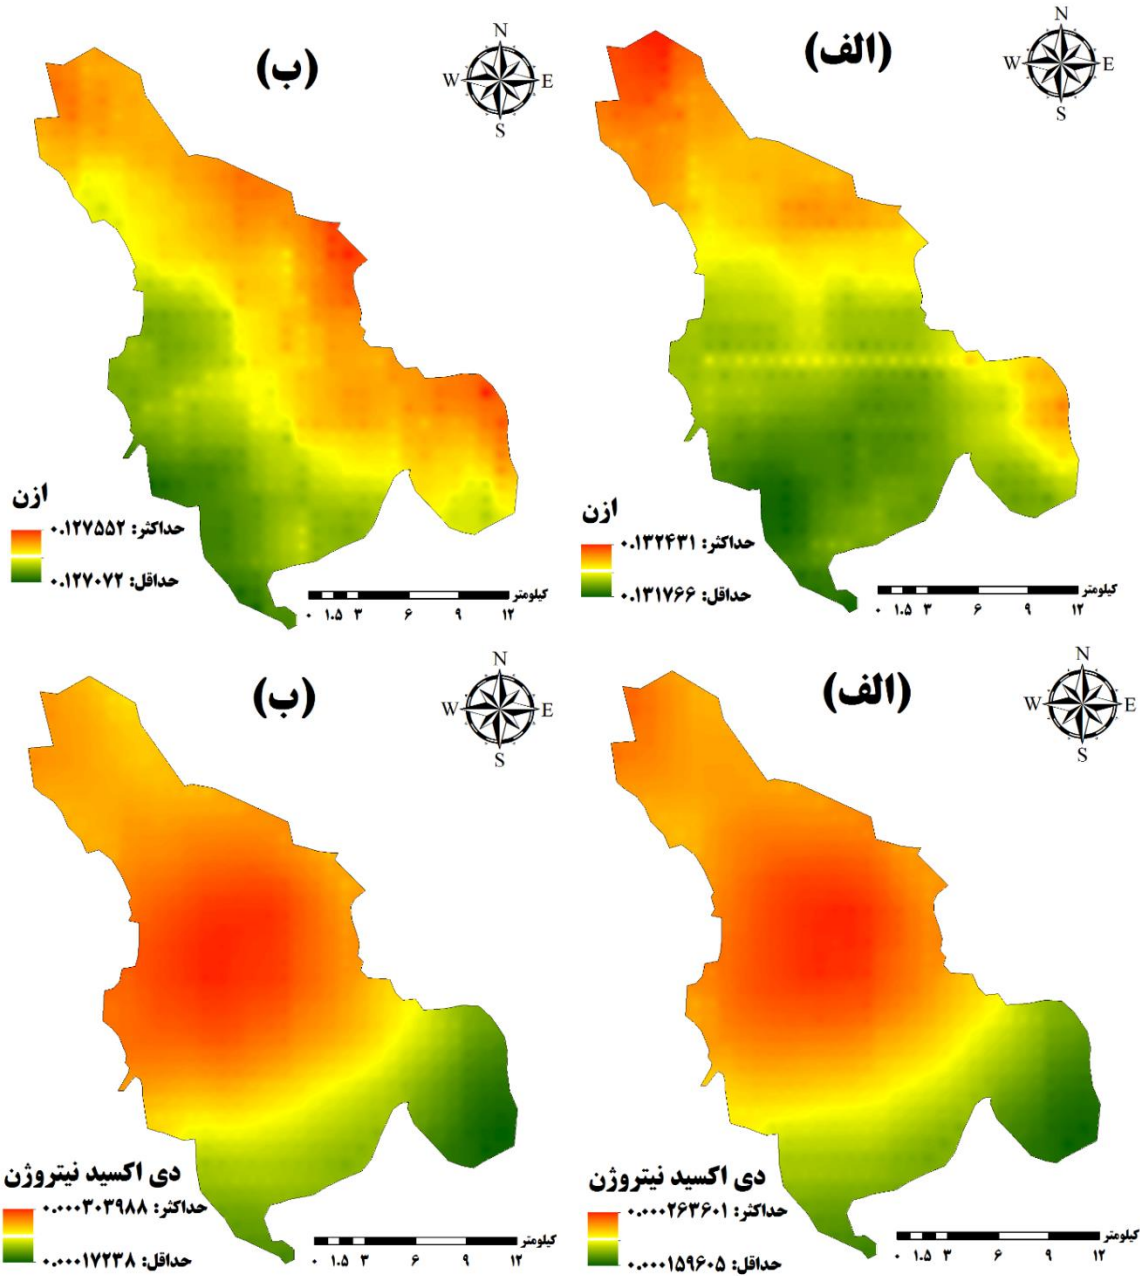 (الف)
N
W E
S
ازن
حداکثر: ۰.۱۳۲۴۳۱
حداقل: ۰.۱۳۱۷۶۶
کیلومتر
۰ ۱.۵ ۳ ۶ ۹ ۱۲
(ب)
N
W E
S
ازن
حداکثر: ۰.۱۲۷۵۵۲
حداقل: ۰.۱۲۷۰۷۲
کیلومتر
۰ ۱.۵ ۳ ۶ ۹ ۱۲
(الف)
N
W E
S
دی اکسید نیتروژن
حداکثر: ۰.۰۰۰۲۶۳۶۰۱
حداقل: ۰.۰۰۰۱۵۹۶۰۵
کیلومتر
۰ ۱.۵ ۳ ۶ ۹ ۱۲
(ب)
N
W E
S
دی اکسید نیتروژن
حداکثر: ۰.۰۰۰۳۰۳۹۸۸
حداقل: ۰.۰۰۰۱۷۲۳۸
کیلومتر
۰ ۱.۵ ۳ ۶ ۹ ۱۲